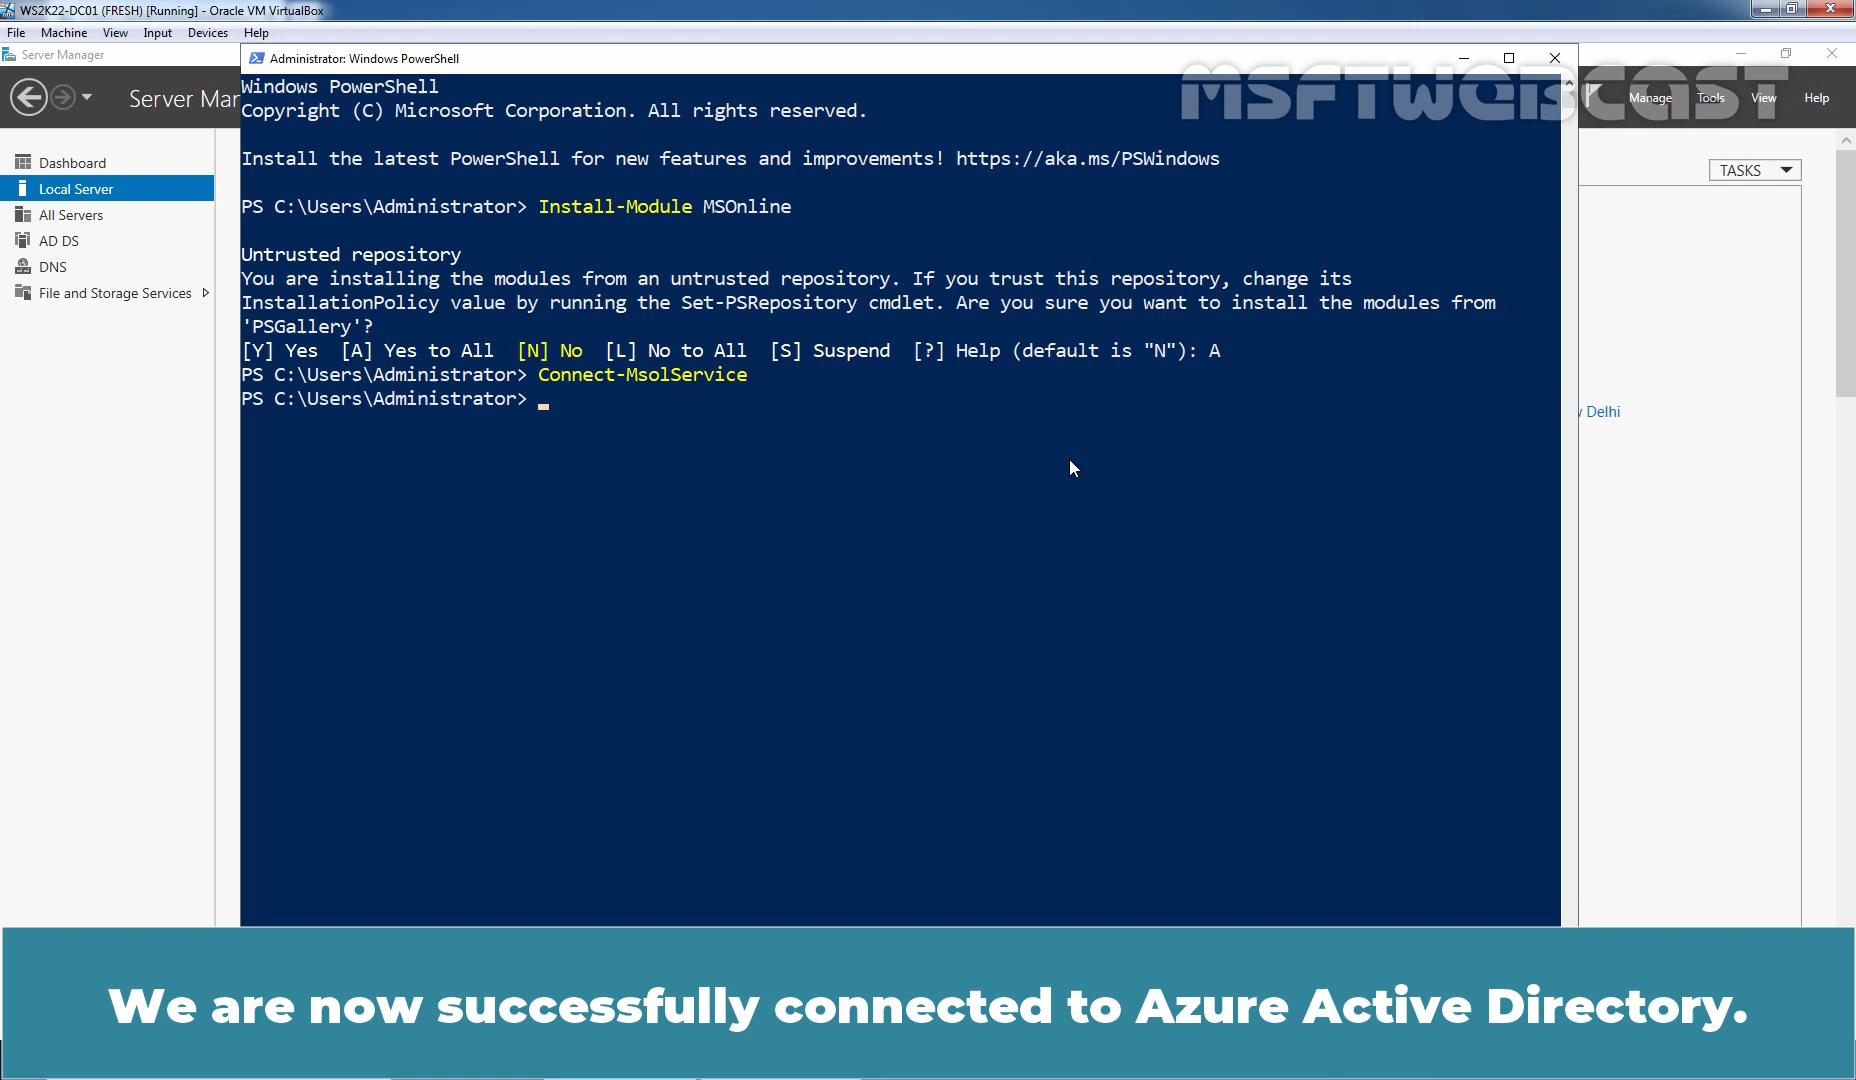 WS2K22-DC01 (FRESH) [Running] - Oracle VM VirtualBox
File Machine View Input Devices Help
Server Manager
Administrator: Windows PowerShell
MSFTWEBCAST
Server Mar
Manage Tools View Help
Dashboard
Local Server
All Servers
AD DS
DNS
File and Storage Services
TASKS
Delhi
Windows PowerShell
Copyright (C) Microsoft Corporation. All rights reserved.
Install the latest PowerShell for new features and improvements! https://aka.ms/PSWindows
PS C:\Users\Administrator> Install-Module MSOnline
Untrusted repository
You are installing the modules from an untrusted repository. If you trust this repository, change its
InstallationPolicy value by running the Set-PSRepository cmdlet. Are you sure you want to install the modules from
'PSGallery'?
[Y] Yes [A] Yes to All [N] No [L] No to All [S] Suspend [?] Help (default is "N"): A
PS C:\Users\Administrator> Connect-MsolService
PS C:\Users\Administrator>
We are now successfully connected to Azure Active Directory.